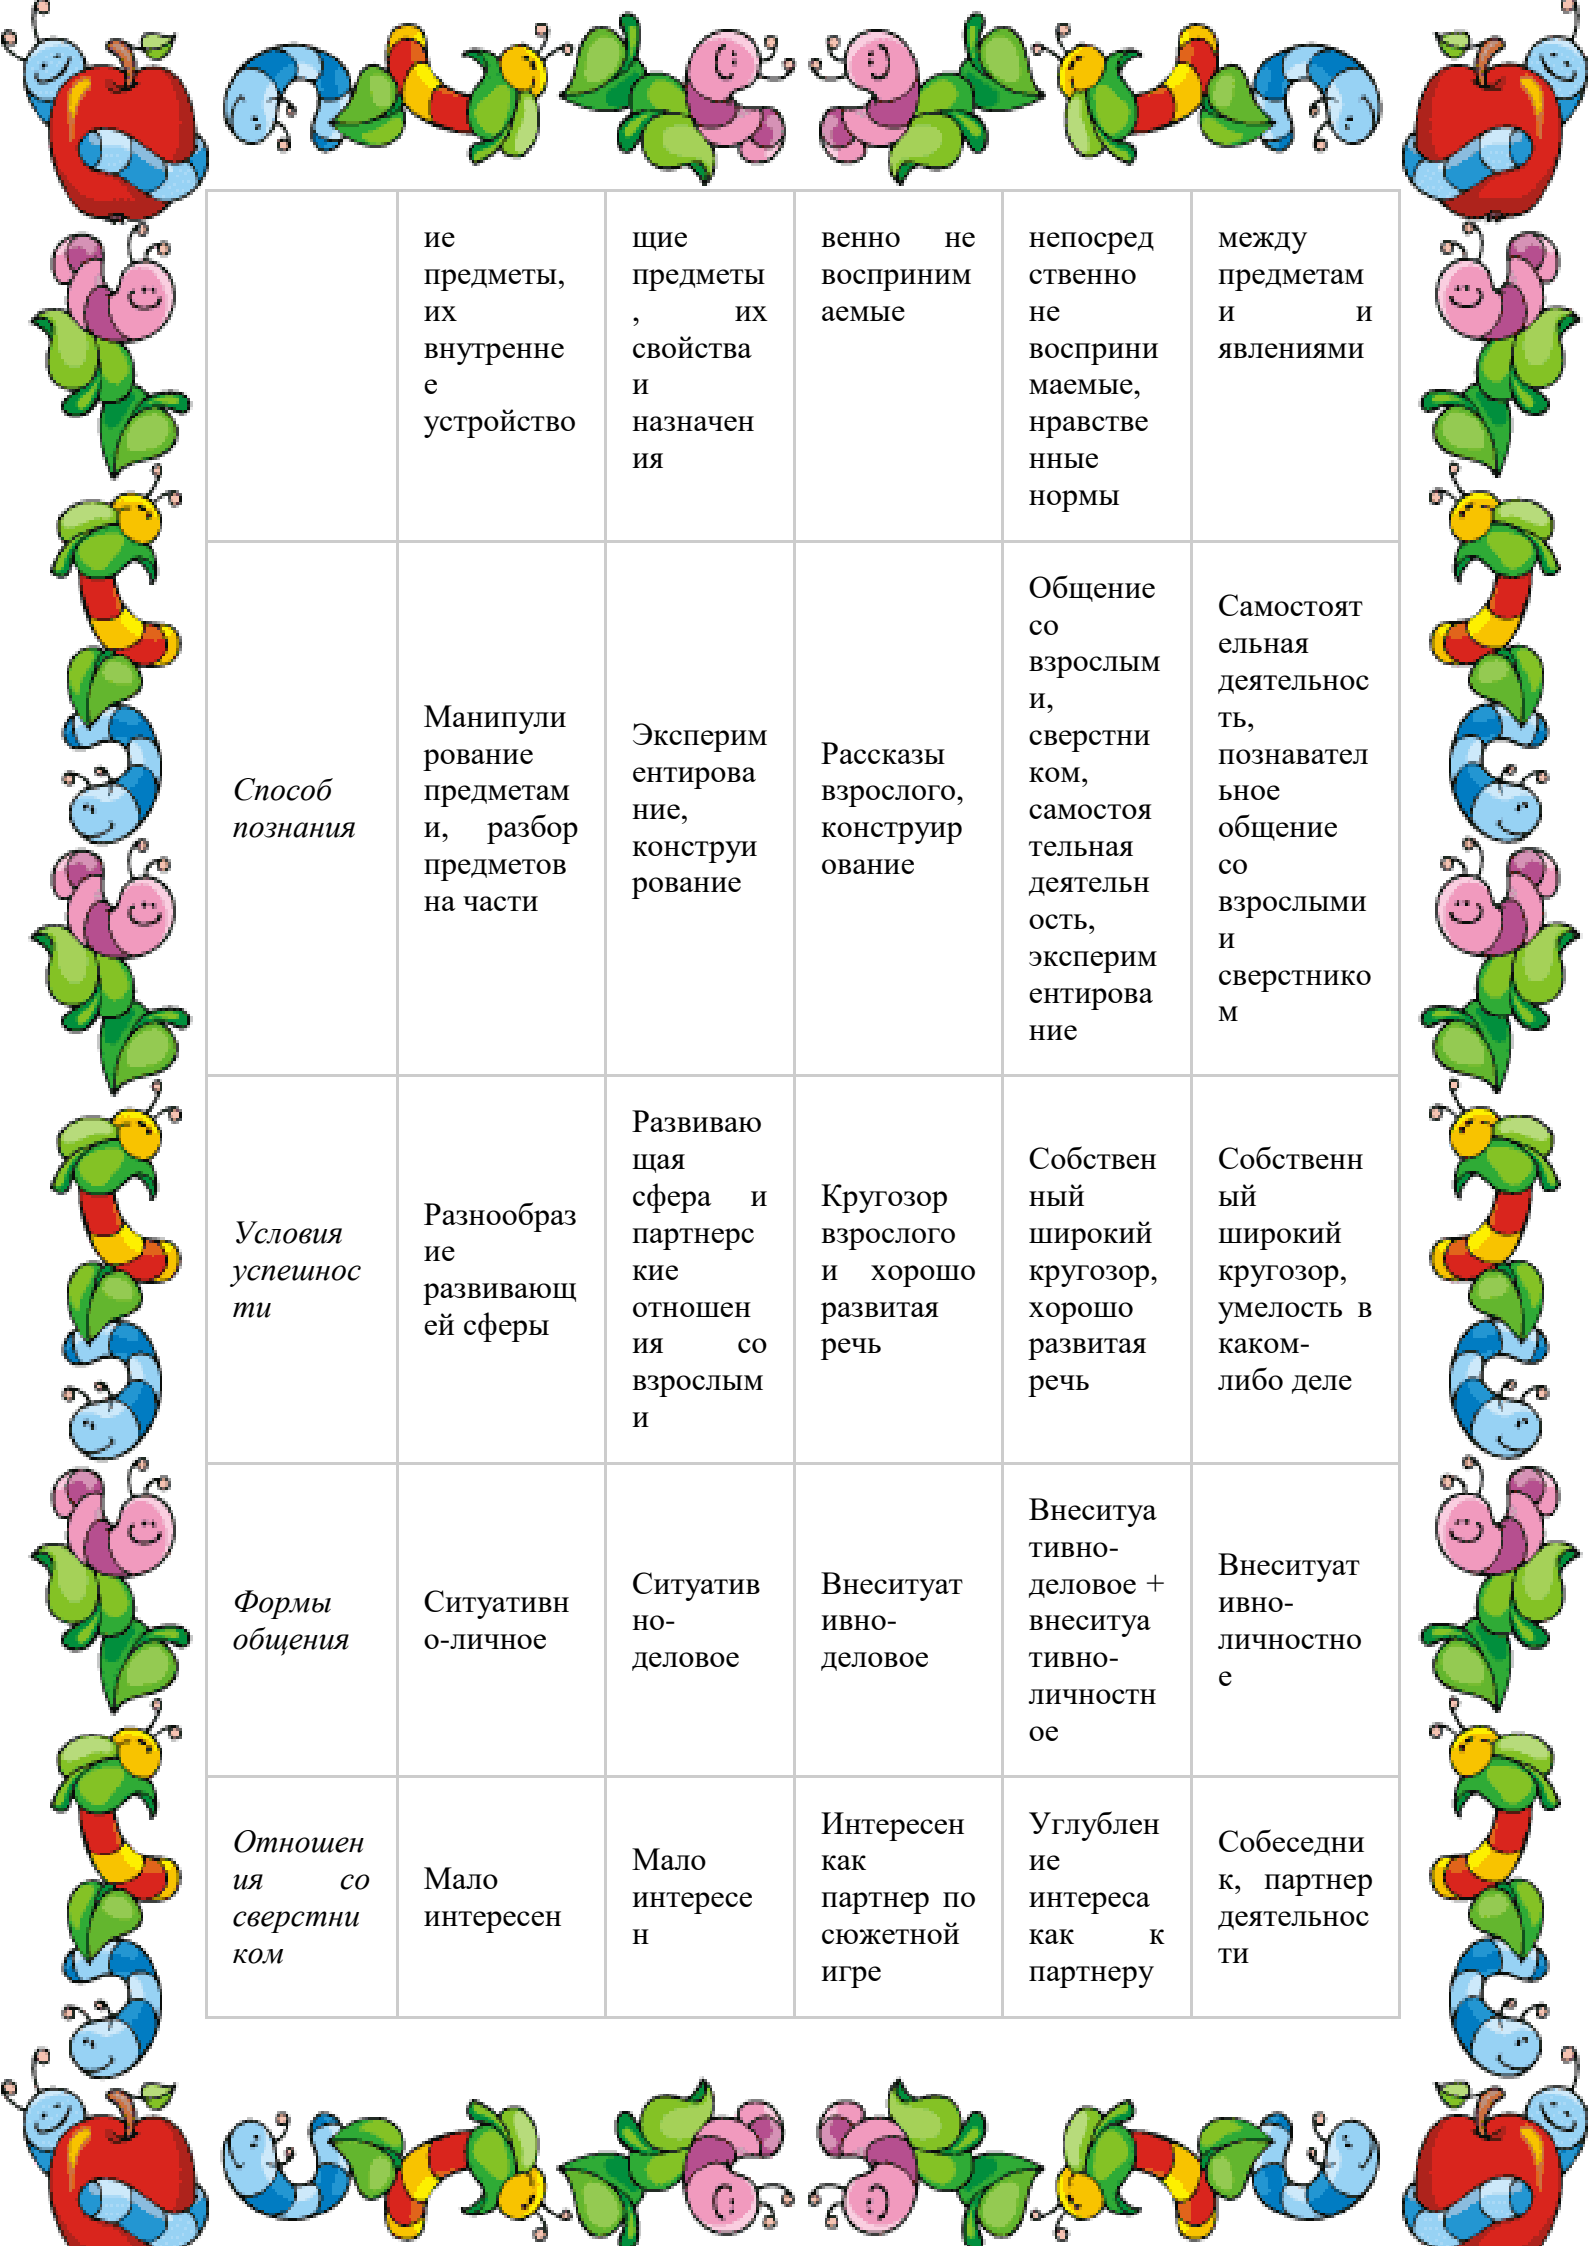 ие
предметы,
их
внутренне
е
устройство
щие
предметы
, их
свойства
и
назначен
ия
венно не
восприним
аемые
непосред
ственно
не
восприни
маемые,
нравстве
нные
нормы
между
предметам
и и
явлениями
Способ
познания
Манипули
рование
предметам
и, разбор
предметов
на части
Эксперим
ентирова
ние,
конструи
рование
Рассказы
взрослого,
конструир
ование
Общение
со
взрослым
и,
сверстни
ком,
самостоя
тельная
деятельн
ость,
эксперим
ентирова
ние
Самостоят
ельная
деятельнос
ть,
познавател
ьное
общение
со
взрослыми
и
сверстнико
м
Условия
успешнос
ти
Разнообраз
ие
развивающ
ей сферы
Развиваю
щая
сфера и
партнерс
кие
отношен
ия со
взрослым
и
Кругозор
взрослого
и хорошо
развитая
речь
Собствен
ный
широкий
кругозор,
хорошо
развитая
речь
Собственн
ый
широкий
кругозор,
умелость в
каком-
либо деле
Формы
общения
Ситуативн
о-личное
Ситуатив
но-
деловое
Внеситуат
ивно-
деловое
Внеситуа
тивно-
деловое +
внеситуа
тивно-
личностн
ое
Внеситуат
ивно-
личностно
е
Отношен
ия со
сверстни
ком
Мало
интересен
Мало
интересе
н
Интересен
как
партнер по
сюжетной
игре
Углублен
ие
интереса
как к
партнеру
Собеседни
к, партнер
деятельнос
ти